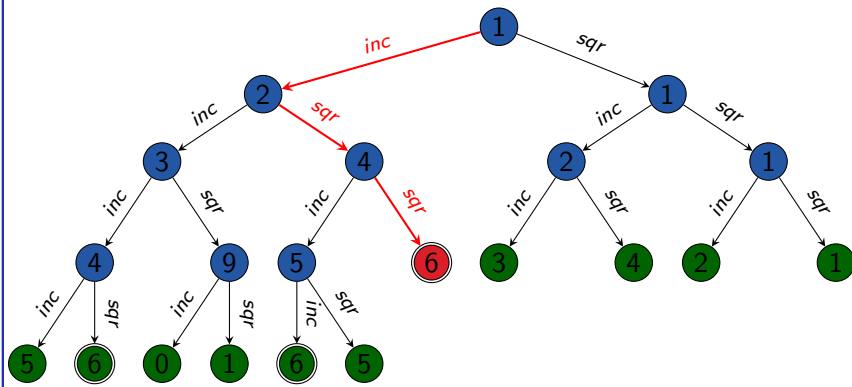 1
inc sqr
2 1
inc sqr inc sqr
3 4 2 1
inc sqr inc sqr inc sqr inc sqr
4 9 5 6 3 4 2 1
inc sqr inc sqr inc sqr
5 6 0 1 6 5